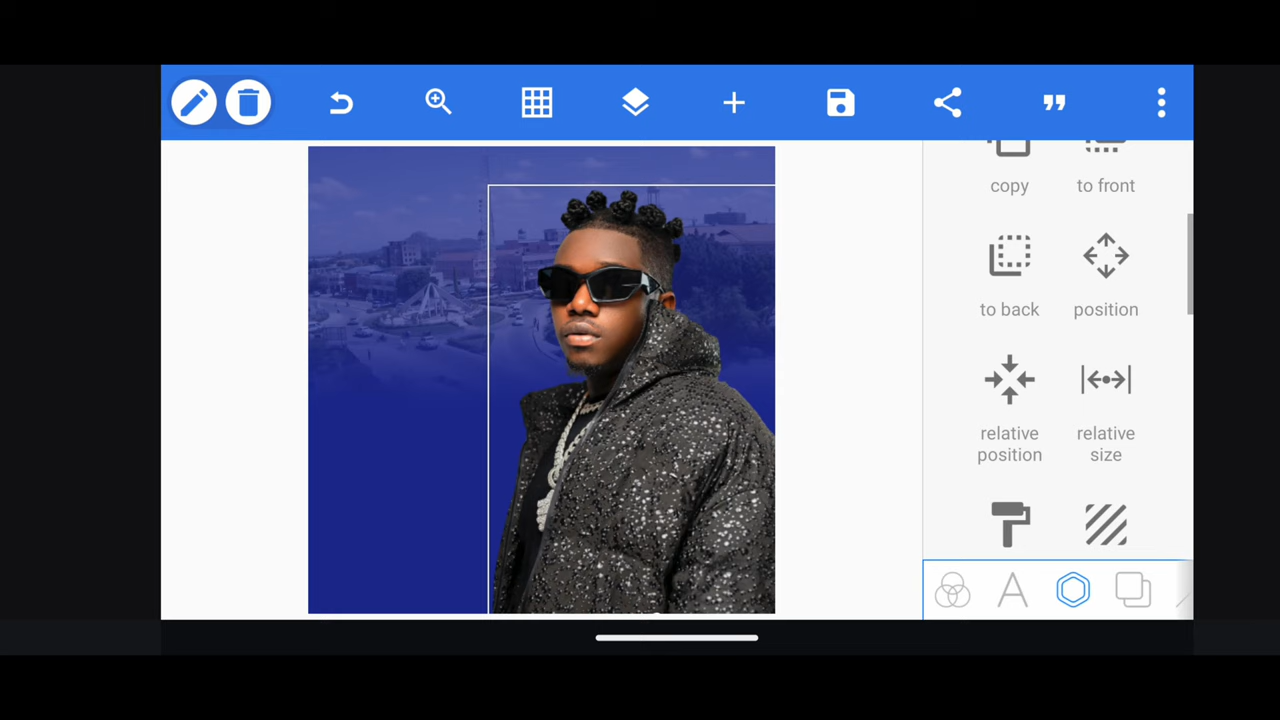 copy
to front
to back
position
relative
position
relative
size